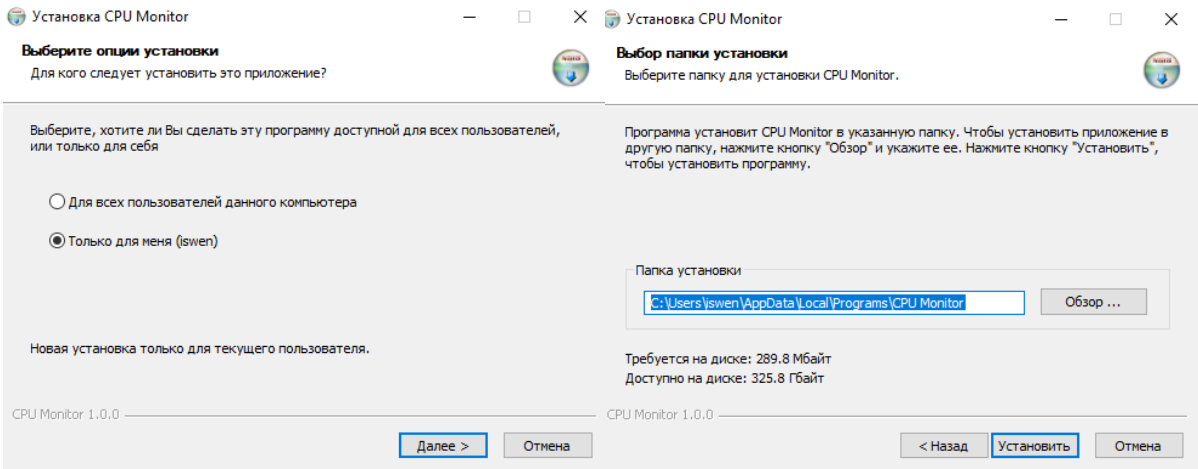 Установка CPU Monitor
Выберите опции установки
Для кого следует установить это приложение?
Выберите, хотите ли Вы сделать эту программу доступной для всех пользователей,
или только для себя
Для всех пользователей данного компьютера
Только для меня (iswen)
Новая установка только для текущего пользователя.
CPU Monitor 1.0.0
Далее >
Отмена
Установка CPU Monitor
Выбор папки установки
Выберите папку для установки CPU Monitor.
Программа установит CPU Monitor в указанную папку. Чтобы установить приложение в
другую папку, нажмите кнопку "Обзор" и укажите ее. Нажмите кнопку "Установить",
чтобы установить программу.
Папка установки
C:\Users\iswen\AppData\Local\Programs\CPU Monitor
Обзор ...
Требуется на диске: 289.8 Мбайт
Доступно на диске: 325.8 Гбайт
CPU Monitor 1.0.0
< Назад
Установить
Отмена